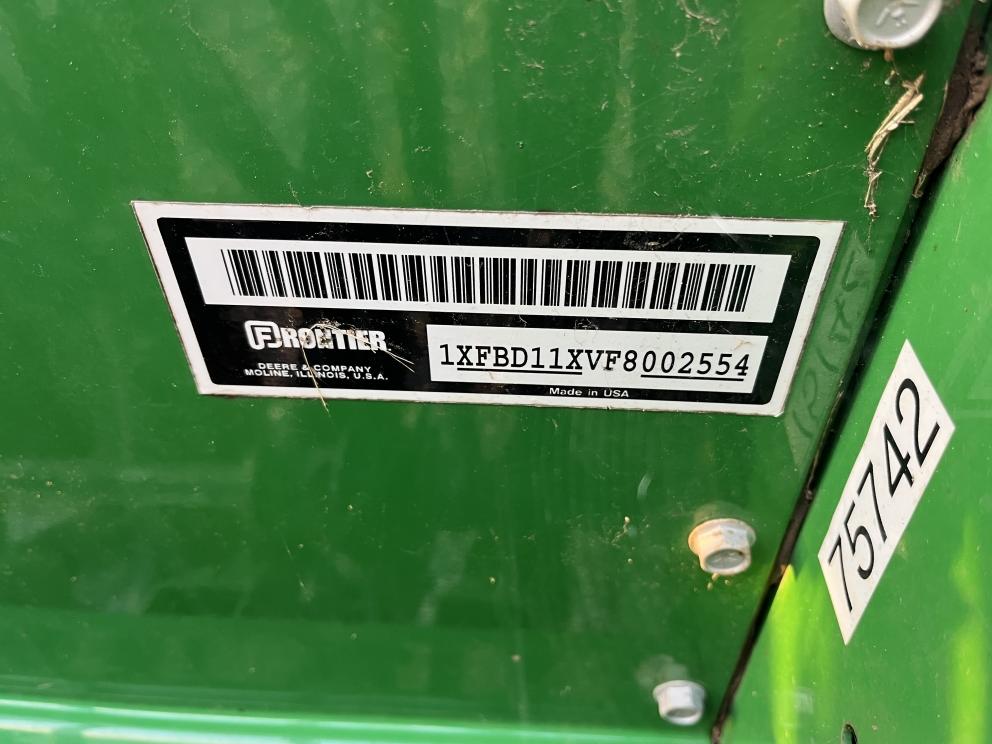 FRONTIER
DEERE & COMPANY
MOLINE, ILLINOIS, U.S.A.
1XFBD11XVF8002554
Made in USA
75742